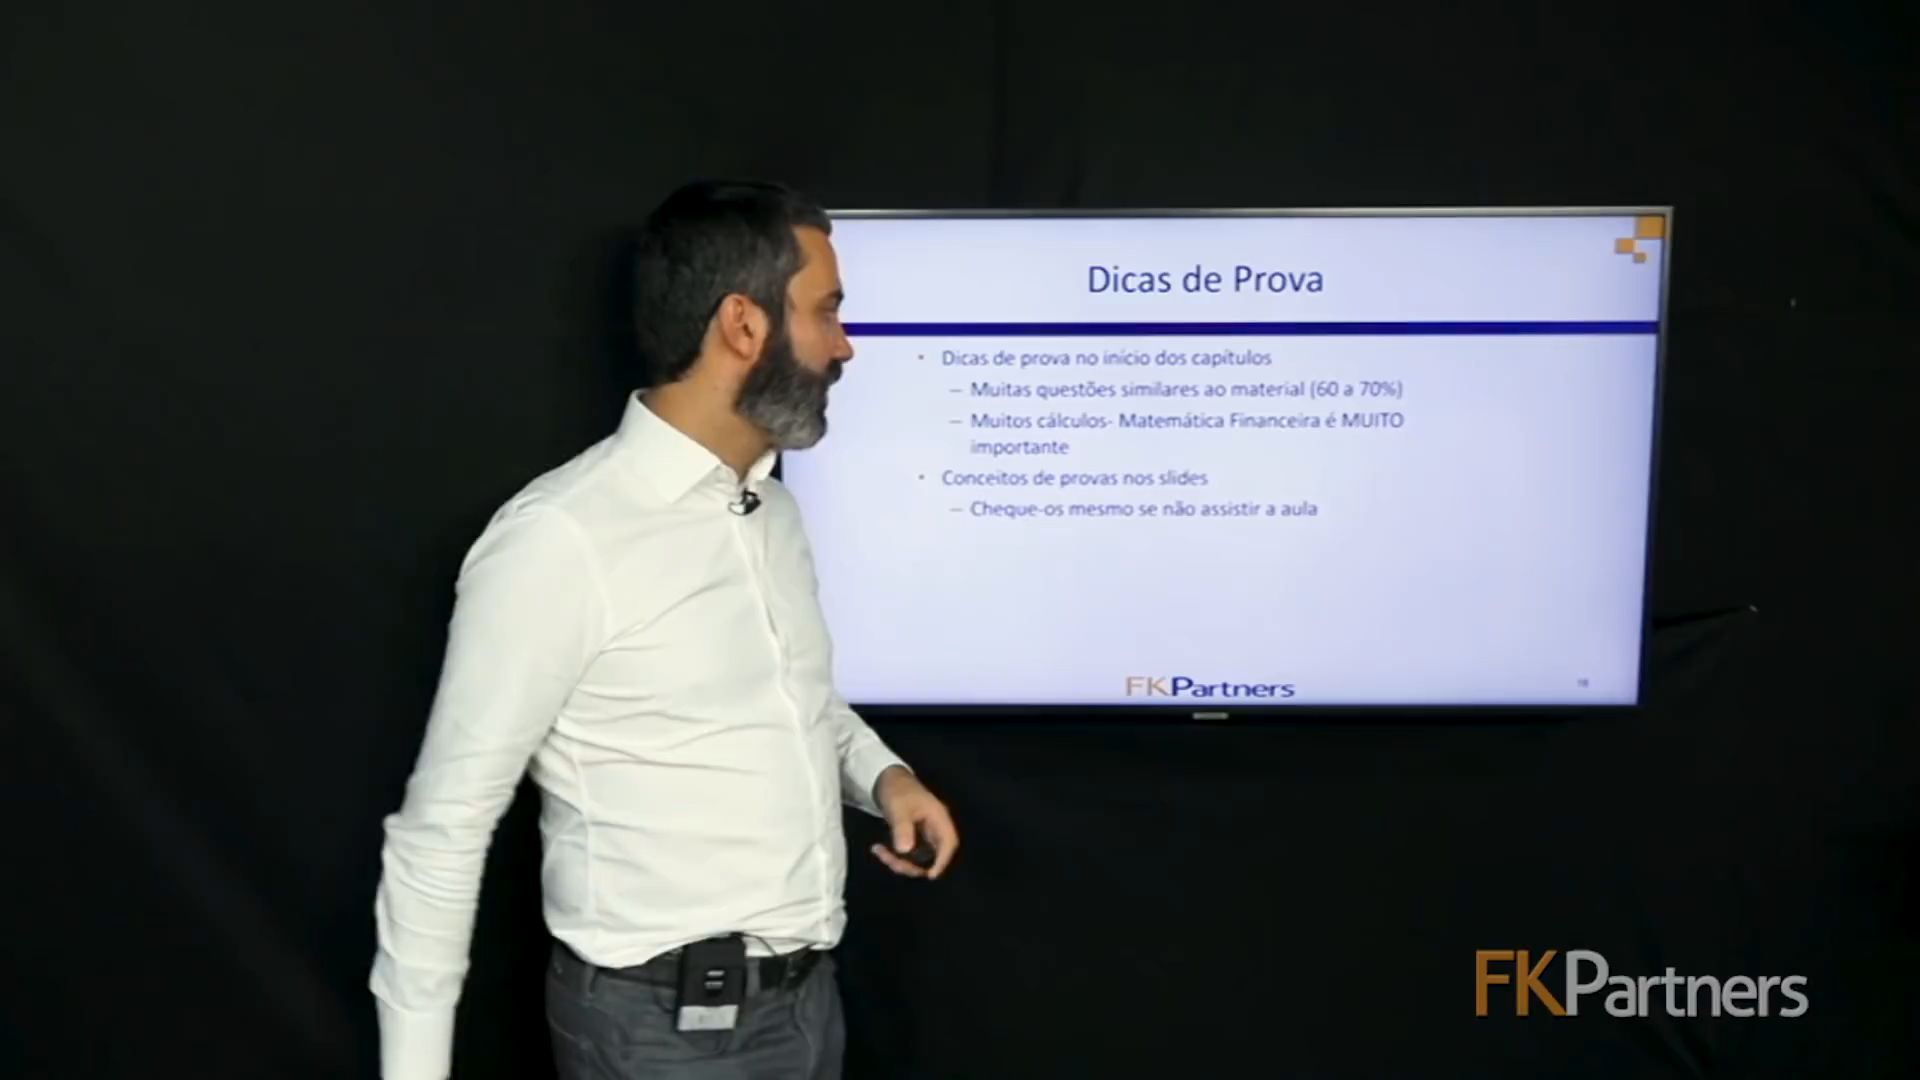 Dicas de Prova
• Dicas de prova no início dos capítulos
– Muitas questões similares ao material (60 a 70%)
– Muitos cálculos- Matemática Financeira é MUITO
importante
• Conceitos de provas nos slides
– Cheque-os mesmo se não assistir a aula
FKPartners
FKPartners